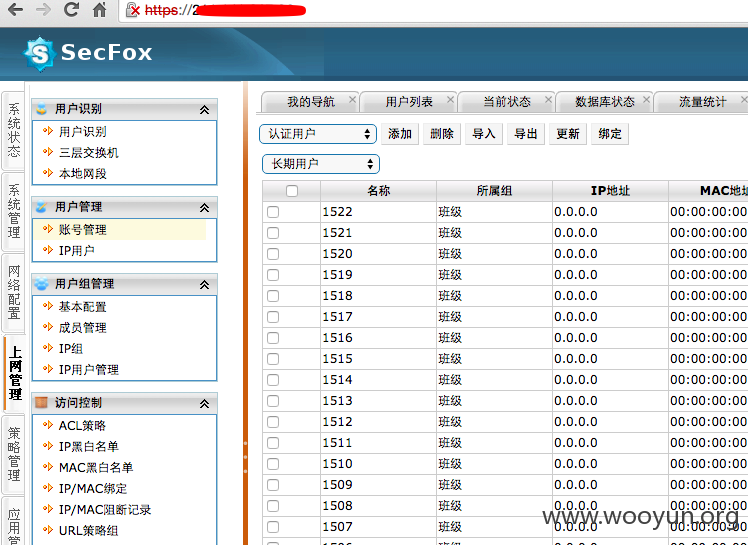 https://2
SecFox
系统状态
系统管理
网络配置
上网管理
策略管理
应用管
用户识别
用户识别
三层交换机
本地网段
用户管理
账号管理
IP用户
用户组管理
基本配置
成员管理
IP组
IP用户管理
访问控制
ACL策略
IP黑白名单
MAC黑白名单
IP/MAC绑定
IP/MAC阻断记录
URL策略组
我的导航 用户列表 当前状态 数据库状态 流量统计
认证用户 添加 删除 导入 导出 更新 绑定
长期用户
名称 所属组 IP地址 MAC地址
1522 班级 0.0.0.0 00:00:00:00
1521 班级 0.0.0.0 00:00:00:00
1520 班级 0.0.0.0 00:00:00:00
1519 班级 0.0.0.0 00:00:00:00
1518 班级 0.0.0.0 00:00:00:00
1517 班级 0.0.0.0 00:00:00:00
1516 班级 0.0.0.0 00:00:00:00
1515 班级 0.0.0.0 00:00:00:00
1514 班级 0.0.0.0 00:00:00:00
1513 班级 0.0.0.0 00:00:00:00
1512 班级 0.0.0.0 00:00:00:00
1511 班级 0.0.0.0 00:00:00:00
1510 班级 0.0.0.0 00:00:00:00
1509 班级 0.0.0.0 00:00:00:00
1508 班级 0.0.0.0 00:00:00:00
1507 班级 0.0.0.0 00:00:00:00
www.wooyun.org